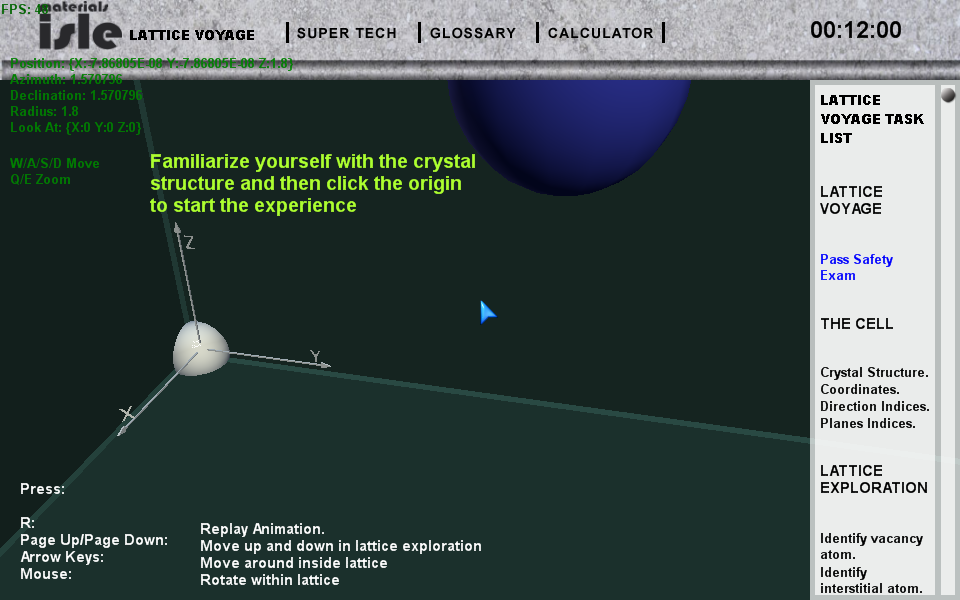 FPS: 4
materials
isle LATTICE VOYAGE
SUPER TECH
GLOSSARY
CALCULATOR
00:12:00
Position: {X:-7.86805E-08 Y:-7.86805E-08 Z:1.8}
Azimuth: 1.570796
Declination: 1.570796
Radius: 1.8
Look At: {X:0 Y:0 Z:0}
W/A/S/D Move
Q/E Zoom
Familiarize yourself with the crystal
structure and then click the origin
to start the experience
Z
Y
X
Press:
R: Replay Animation.
Page Up/Page Down: Move up and down in lattice exploration
Arrow Keys: Move around inside lattice
Mouse: Rotate within lattice
LATTICE
VOYAGE TASK
LIST
LATTICE
VOYAGE
Pass Safety
Exam
THE CELL
Crystal Structure.
Coordinates.
Direction Indices.
Planes Indices.
LATTICE
EXPLORATION
Identify vacancy
atom.
Identify
interstitial atom.